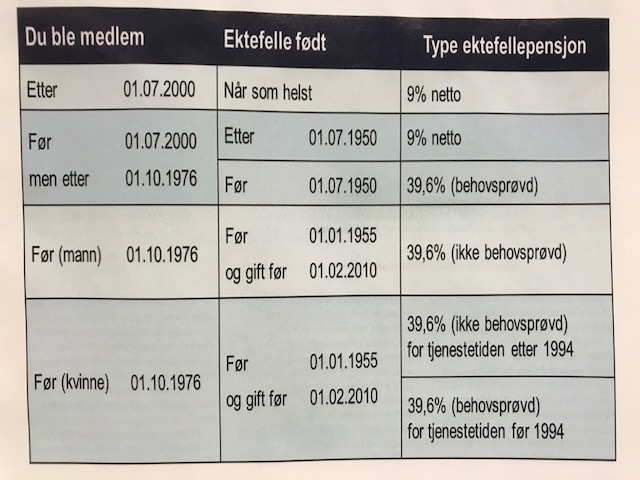 Du ble medlem Ektefelle født Type ektefellepensjon
Etter 01.07.2000 Når som helst 9% netto
Før 01.07.2000
men etter 01.10.1976
Etter 01.07.1950 9% netto
Før 01.07.1950 39,6% (behovsprøvd)
Før (mann) 01.10.1976
Før 01.01.1955
og gift før 01.02.2010
39,6% (ikke behovsprøvd)
Før (kvinne) 01.10.1976
Før 01.01.1955
og gift før 01.02.2010
39,6% (ikke behovsprøvd)
for tjenestetiden etter 1994
39,6% (behovsprøvd)
for tjenestetiden før 1994